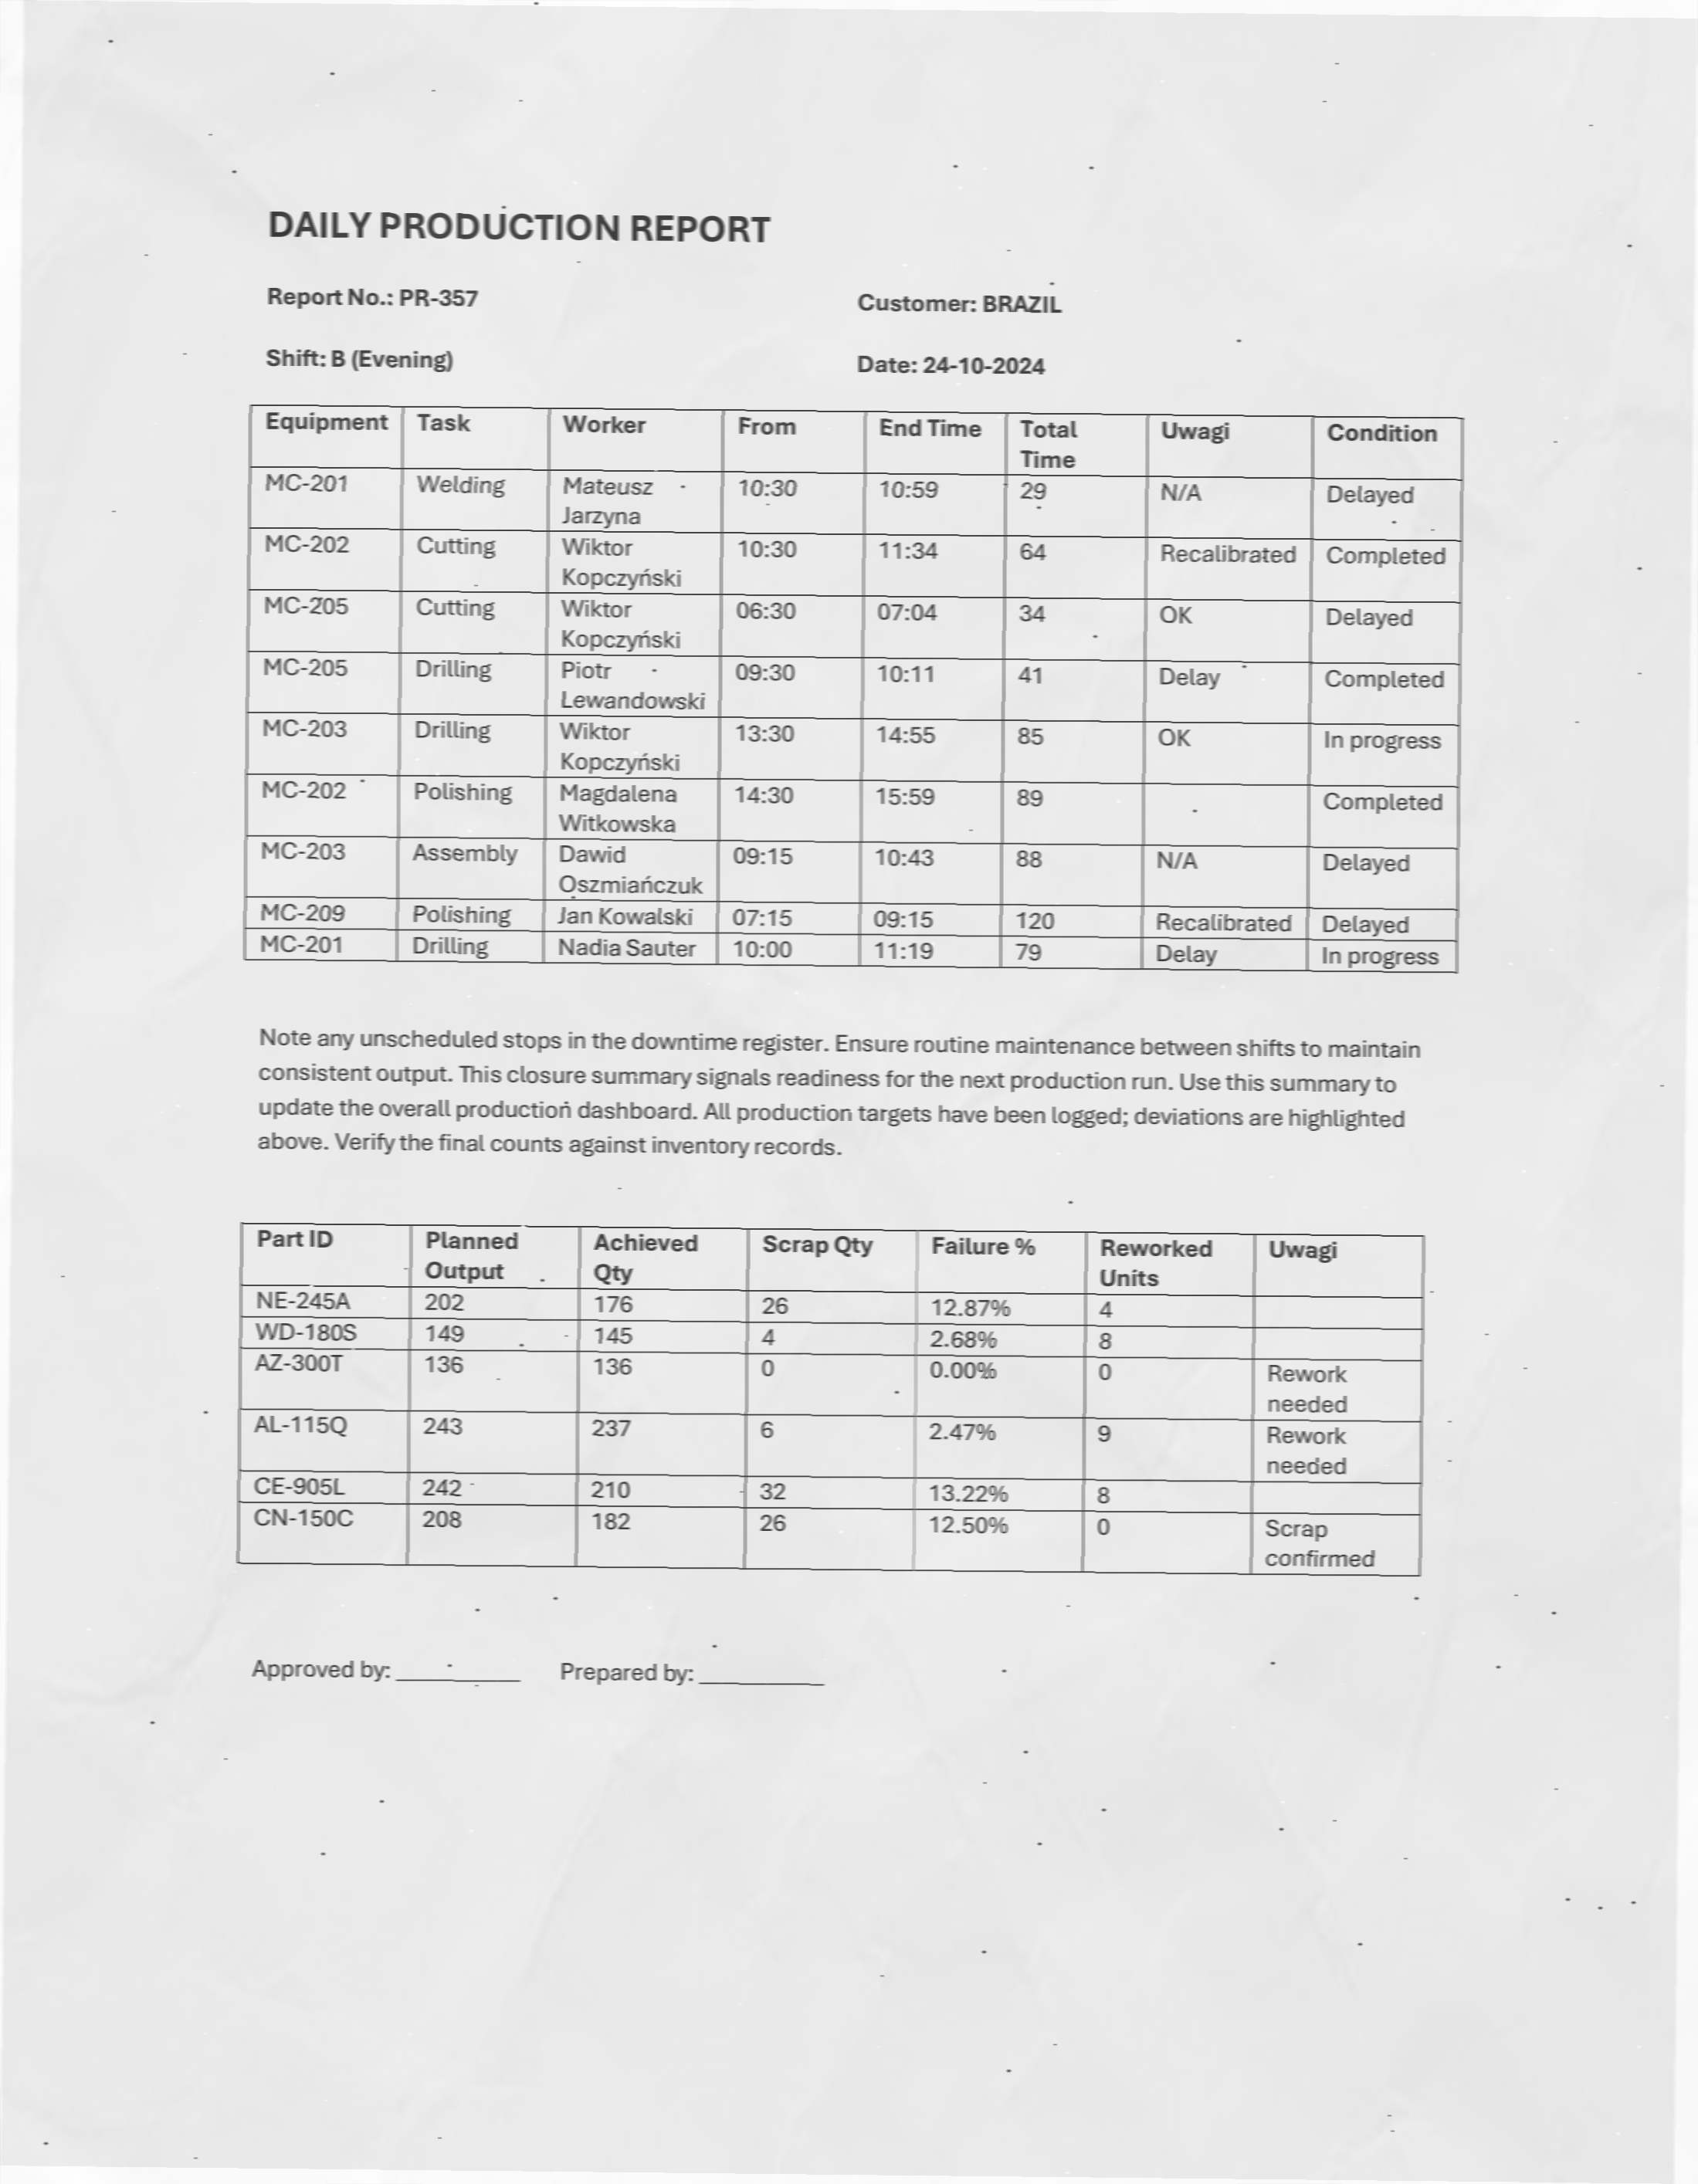 DAILY PRODUCTION REPORT
Report No.: PR-357 Customer: BRAZIL
Shift: B (Evening) Date: 24-10-2024
Equipment Task Worker From End Time Total Time Uwagi Condition
MC-201 Welding Mateusz Jarzyna 10:30 10:59 29 N/A Delayed
MC-202 Cutting Wiktor Kopczyński 10:30 11:34 64 Recalibrated Completed
MC-205 Cutting Wiktor Kopczyński 06:30 07:04 34 OK Delayed
MC-205 Drilling Piotr Lewandowski 09:30 10:11 41 Delay Completed
MC-203 Drilling Wiktor Kopczyński 13:30 14:55 85 OK In progress
MC-202 Polishing Magdalena Witkowska 14:30 15:59 89 Completed
MC-203 Assembly Dawid Oszmiańczuk 09:15 10:43 88 N/A Delayed
MC-209 Polishing Jan Kowalski 07:15 09:15 120 Recalibrated Delayed
MC-201 Drilling Nadia Sauter 10:00 11:19 79 Delay In progress
Note any unscheduled stops in the downtime register. Ensure routine maintenance between shifts to maintain
consistent output. This closure summary signals readiness for the next production run. Use this summary to
update the overall production dashboard. All production targets have been logged; deviations are highlighted
above. Verify the final counts against inventory records.
Part ID Planned Output Achieved Qty Scrap Qty Failure % Reworked Units Uwagi
NE-245A 202 176 26 12.87% 4
WD-180S 149 145 4 2.68% 8
AZ-300T 136 136 0 0.00% 0 Rework needed
AL-115Q 243 237 6 2.47% 9 Rework needed
CE-905L 242 210 32 13.22% 8
CN-150C 208 182 26 12.50% 0 Scrap confirmed
Approved by: __________ Prepared by: __________